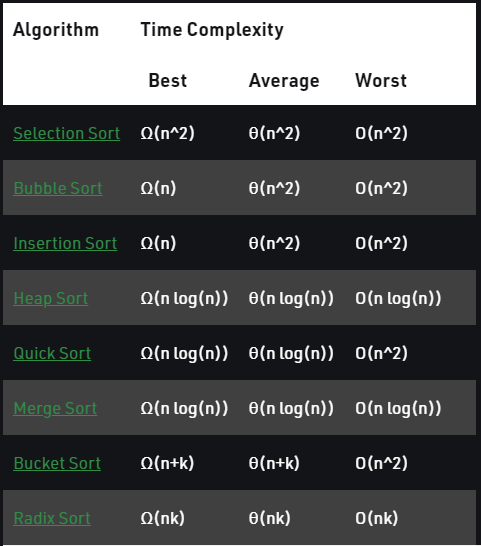 Algorithm Time Complexity
Best Average Worst
Selection Sort Ω(n^2) θ(n^2) O(n^2)
Bubble Sort Ω(n) θ(n^2) O(n^2)
Insertion Sort Ω(n) θ(n^2) O(n^2)
Heap Sort Ω(n log(n)) θ(n log(n)) O(n log(n))
Quick Sort Ω(n log(n)) θ(n log(n)) O(n^2)
Merge Sort Ω(n log(n)) θ(n log(n)) O(n log(n))
Bucket Sort Ω(n+k) θ(n+k) O(n^2)
Radix Sort Ω(nk) θ(nk) O(nk)